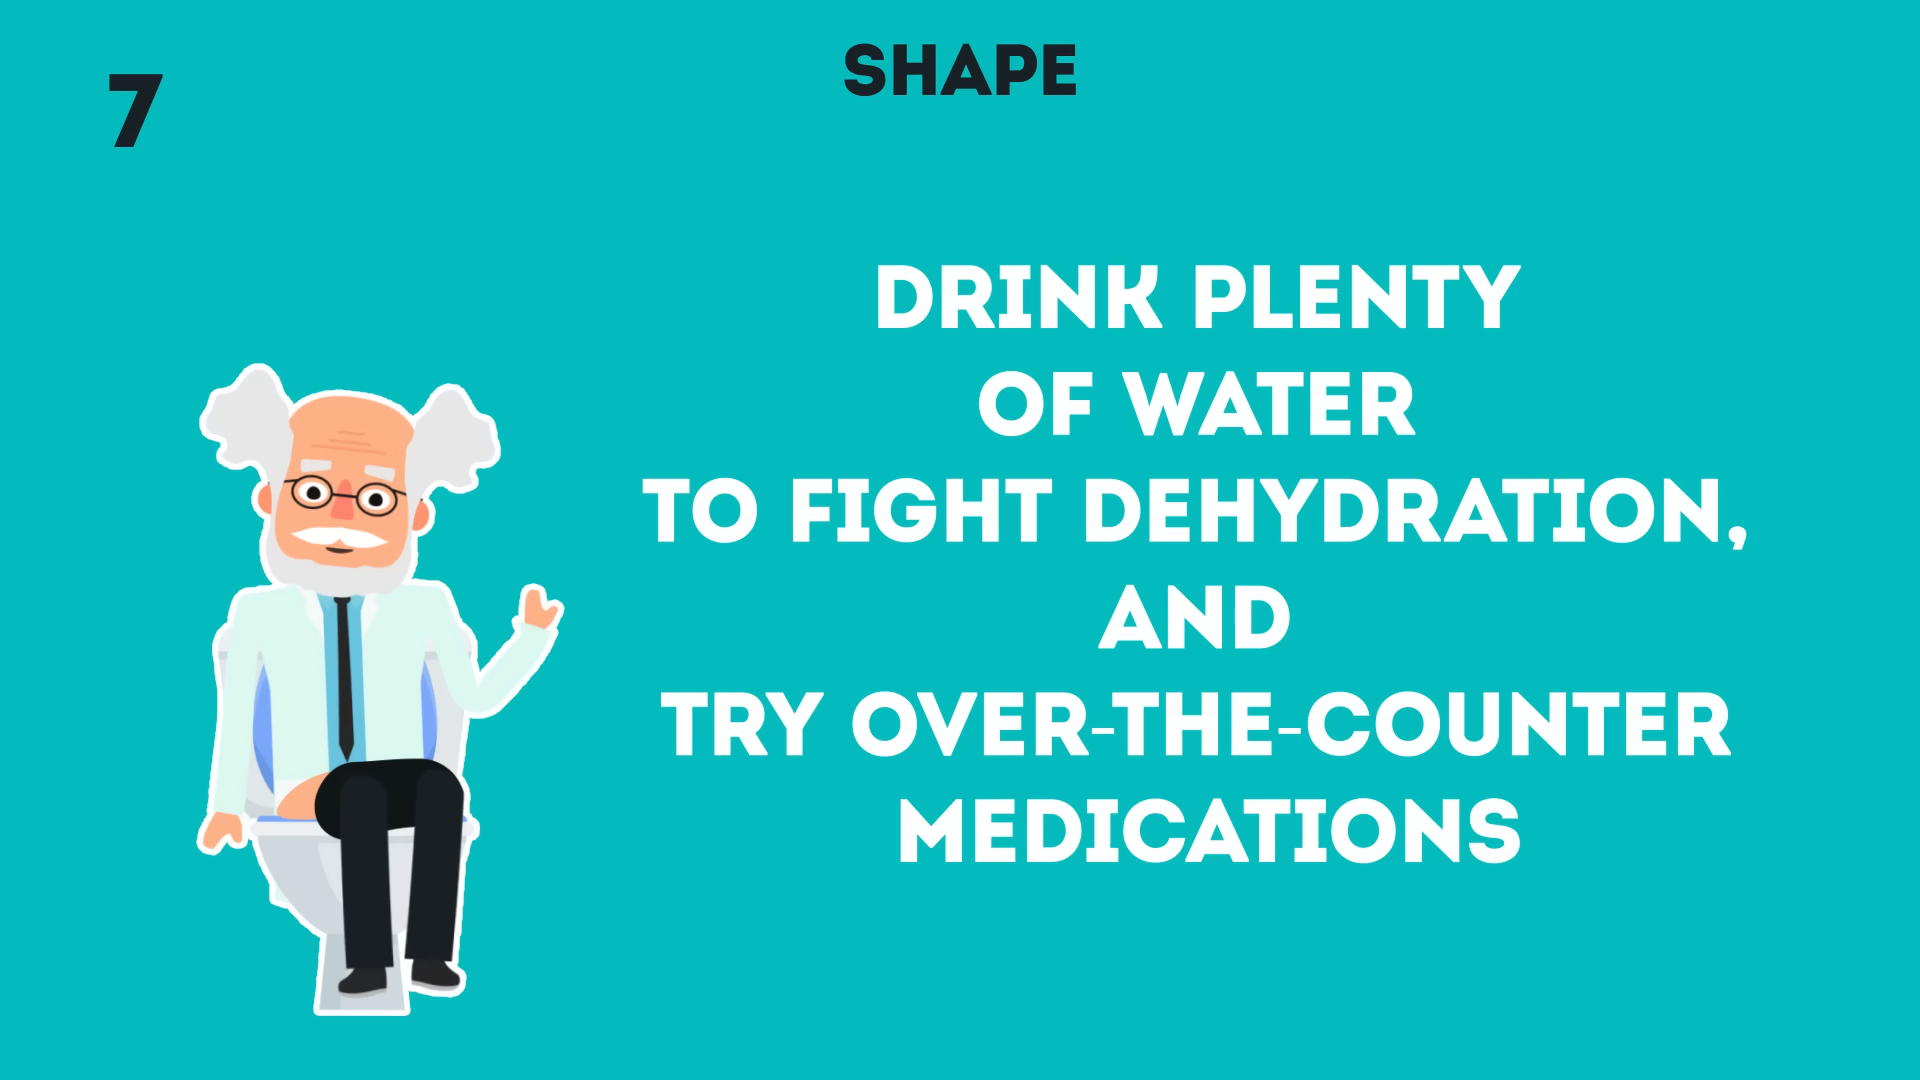 7
SHAPE
DRINK PLENTY
OF WATER
TO FIGHT DEHYDRATION,
AND
TRY OVER-THE-COUNTER
MEDICATIONS